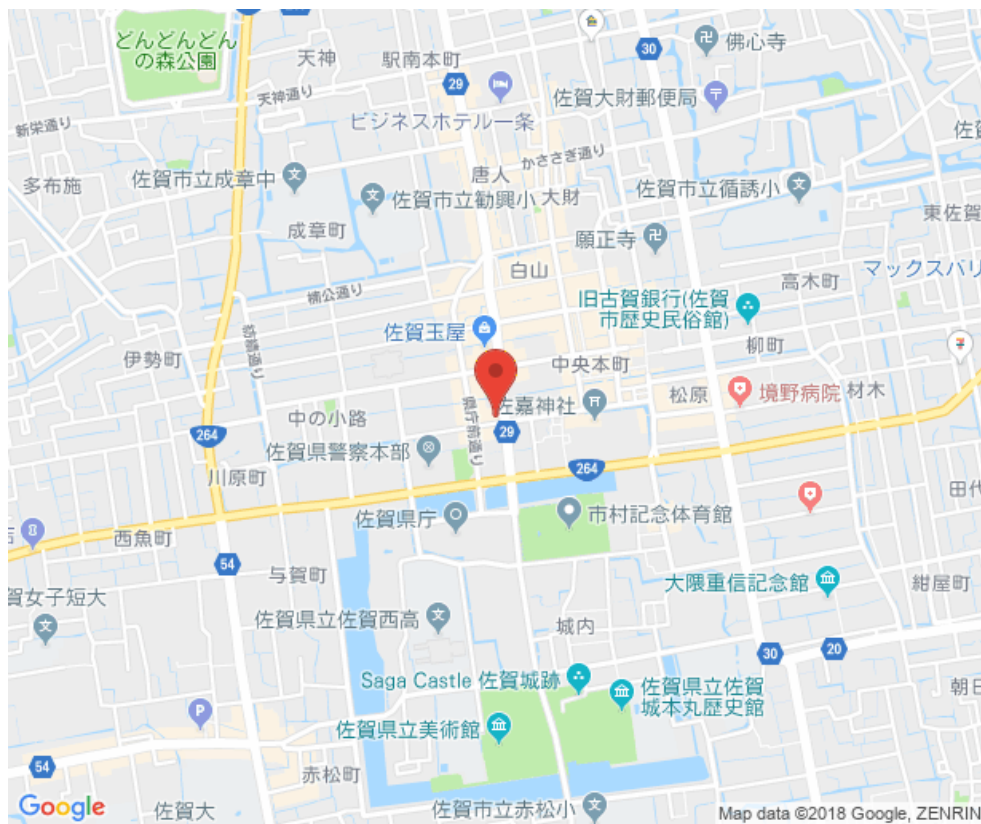 どんどんどん
の森公園
天神
駅南本町
29
30
佛心寺
天神通り
新栄通り
ビジネスホテル一条
佐賀大財郵便局
かささぎ通り
多布施
佐賀市立成章中
唐人
佐賀市立勧興小
大財
佐賀市立循誘小
東佐賀
成章町
願正寺
白山
高木町
マックスバリ
楠公通り
旧古賀銀行(佐賀
市歴史民俗館)
佐賀玉屋
柳町
伊勢町
中央本町
県庁前通り
佐嘉神社
松原
境野病院
材木
中の小路
264
29
佐賀県警察本部
川原町
264
田代
佐賀県庁
市村記念体育館
西魚町
54
与賀町
大隈重信記念館
紺屋町
賀女子短大
佐賀県立佐賀西高
城内
30
20
Saga Castle 佐賀城跡
佐賀県立佐賀
城本丸歴史館
朝日
P
佐賀県立美術館
54
赤松町
Google
佐賀大
佐賀市立赤松小
Map data ©2018 Google, ZENRIN